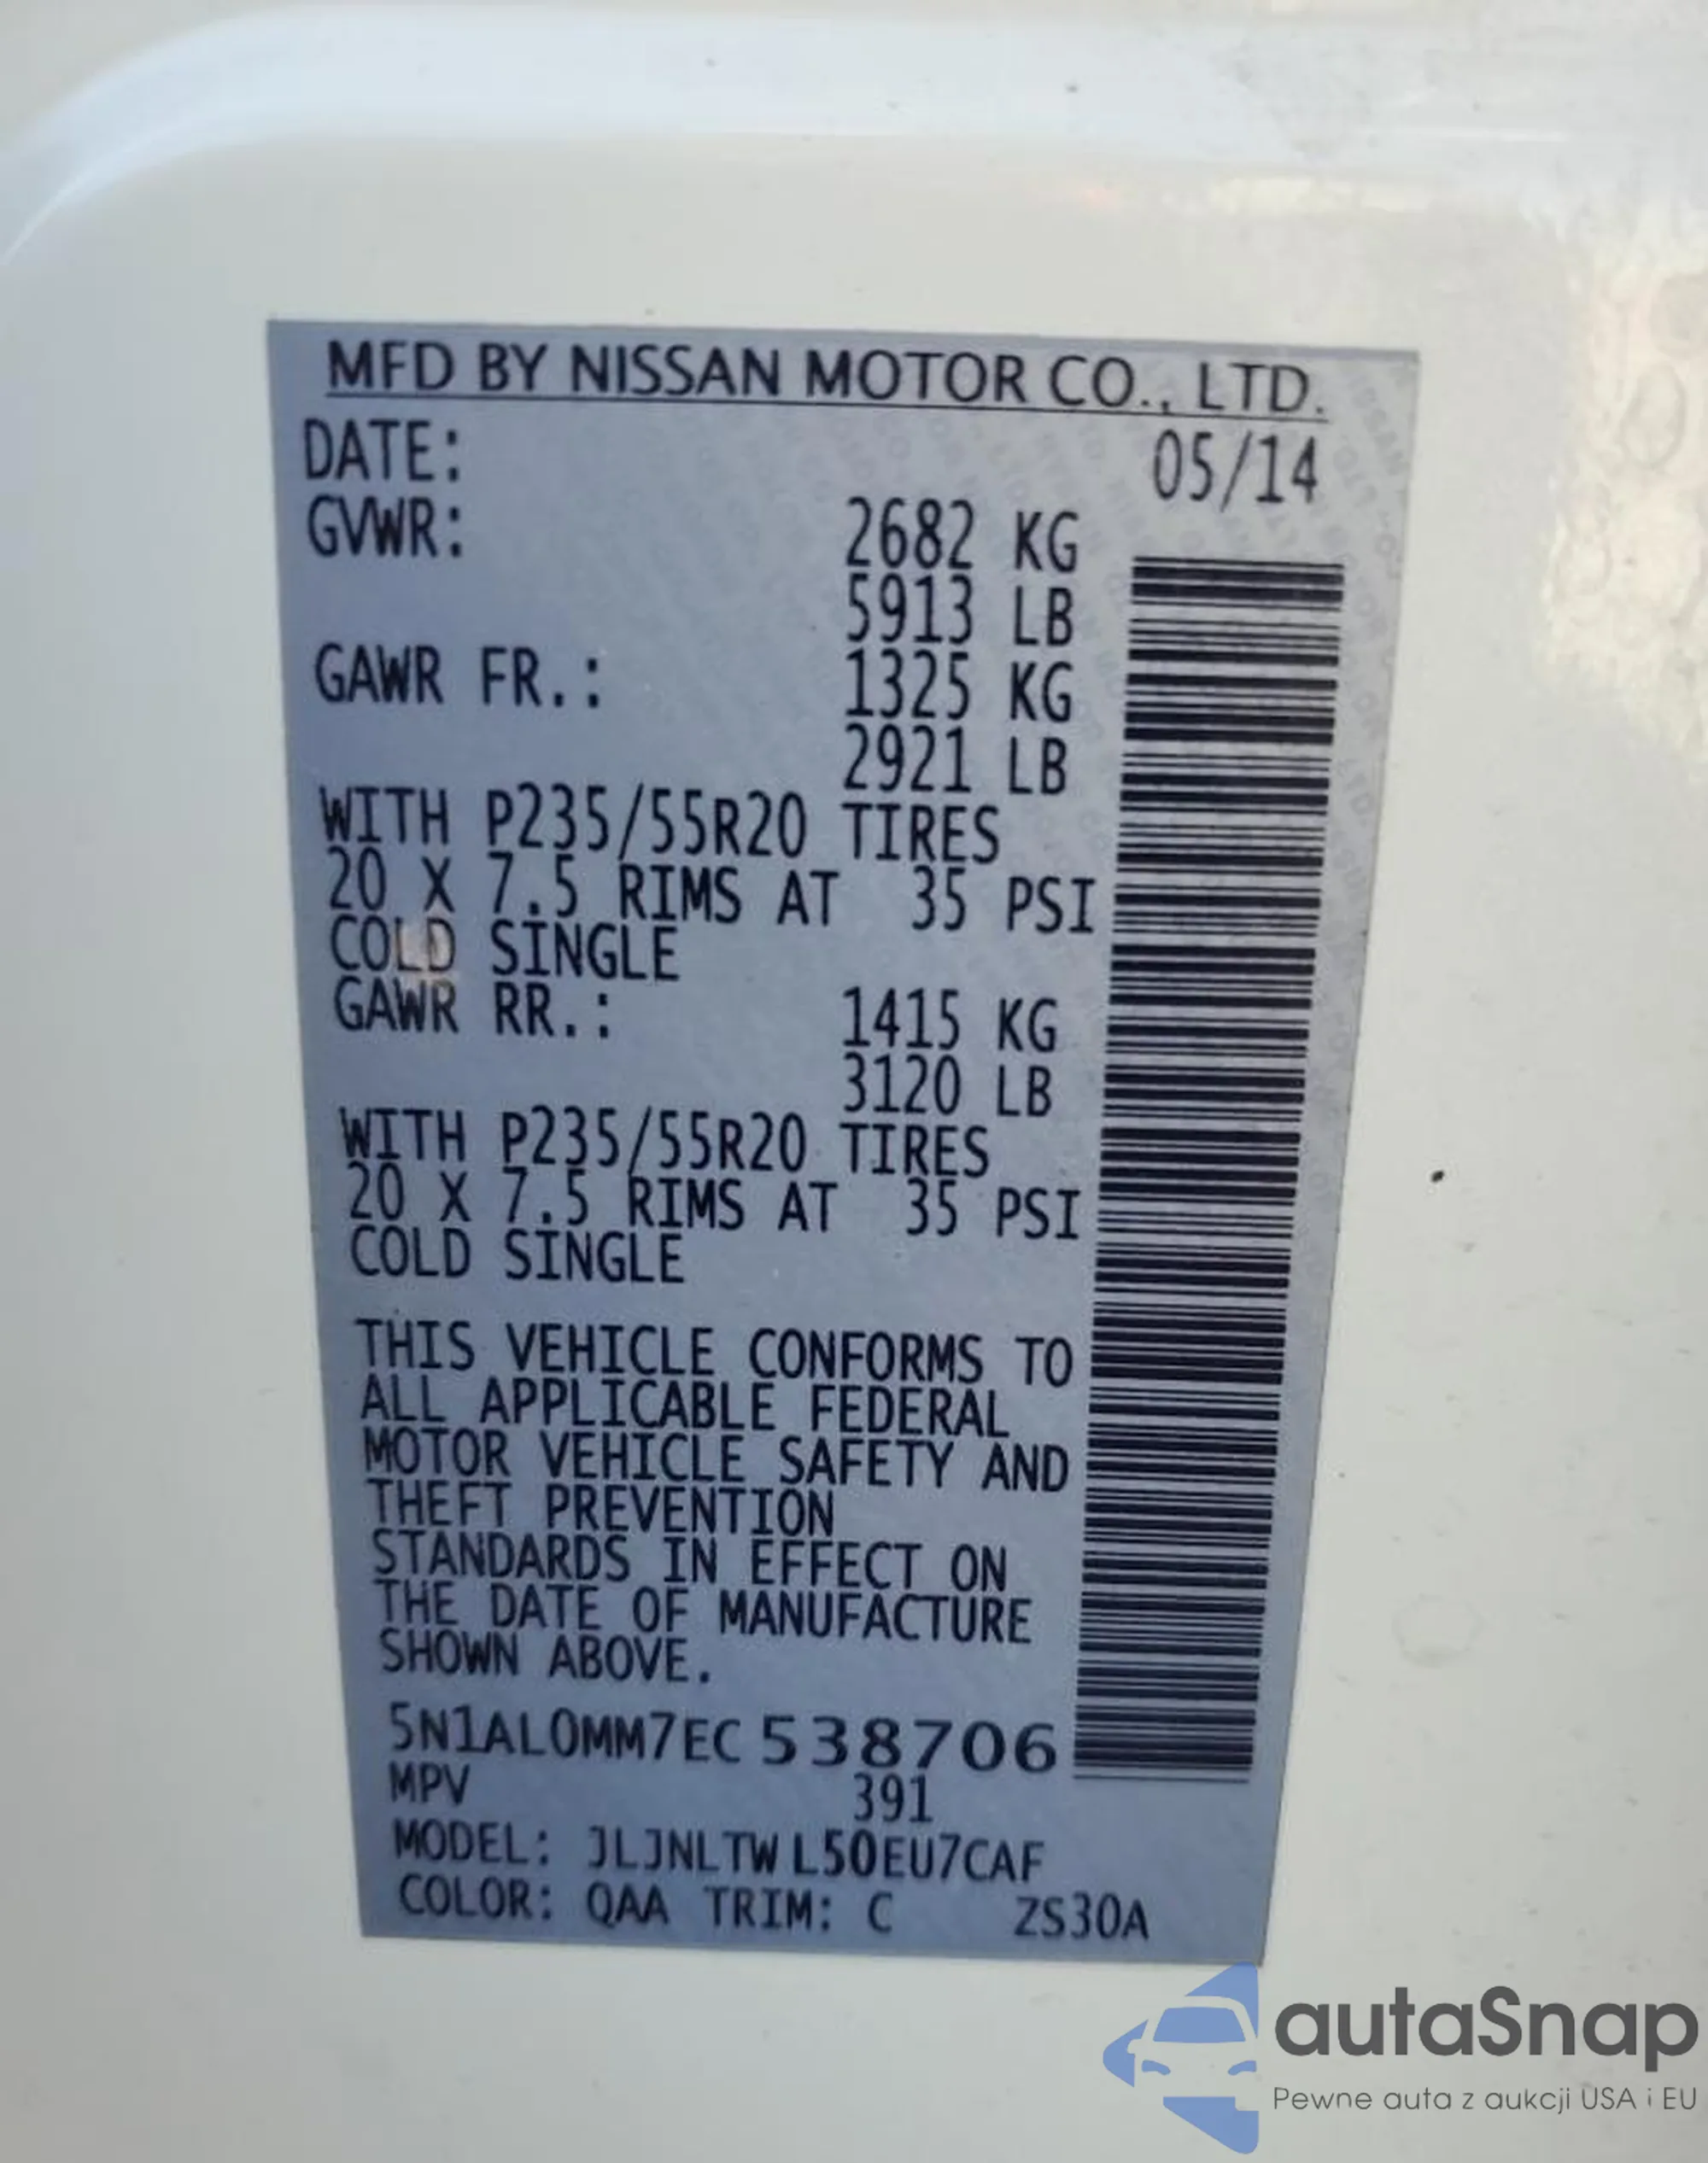 MFD BY NISSAN MOTOR CO., LTD.
DATE: 05/14
GVWR: 2682 KG
5913 LB
GAWR FR.: 1325 KG
2921 LB
WITH P235/55R20 TIRES
20 X 7.5 RIMS AT 35 PSI
COLD SINGLE
GAWR RR.: 1415 KG
3120 LB
WITH P235/55R20 TIRES
20 X 7.5 RIMS AT 35 PSI
COLD SINGLE
THIS VEHICLE CONFORMS TO
ALL APPLICABLE FEDERAL
MOTOR VEHICLE SAFETY AND
THEFT PREVENTION
STANDARDS IN EFFECT ON
THE DATE OF MANUFACTURE
SHOWN ABOVE.
5N1AL0MM7EC538706
MPV 391
MODEL: JLJNLTW L50EU7CAF
COLOR: QAA TRIM: C ZS30A
autaSnap
Pewne auta z aukcji USA i EU